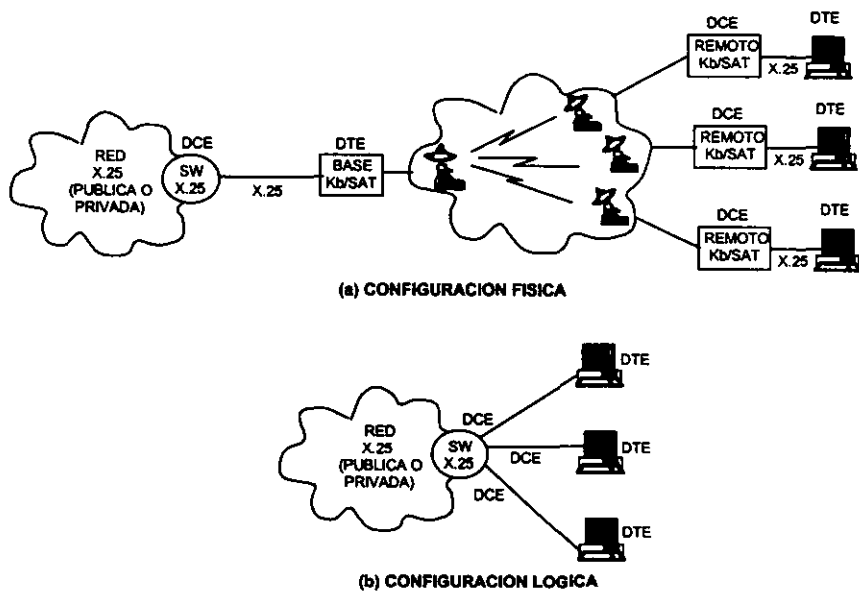 DCE
DTE
REMOTO
Kb/SAT
X.25
DCE
DTE
RED
X.25
(PUBLICA O
PRIVADA)
DCE
SW
X.25
X.25
DTE
BASE
Kb/SAT
REMOTO
Kb/SAT
X.25
DCE
DTE
REMOTO
Kb/SAT
X.25
(a) CONFIGURACION FISICA
DTE
RED
X.25
(PUBLICA O
PRIVADA)
SW
X.25
DCE
DCE
DTE
DCE
DTE
(b) CONFIGURACION LOGICA